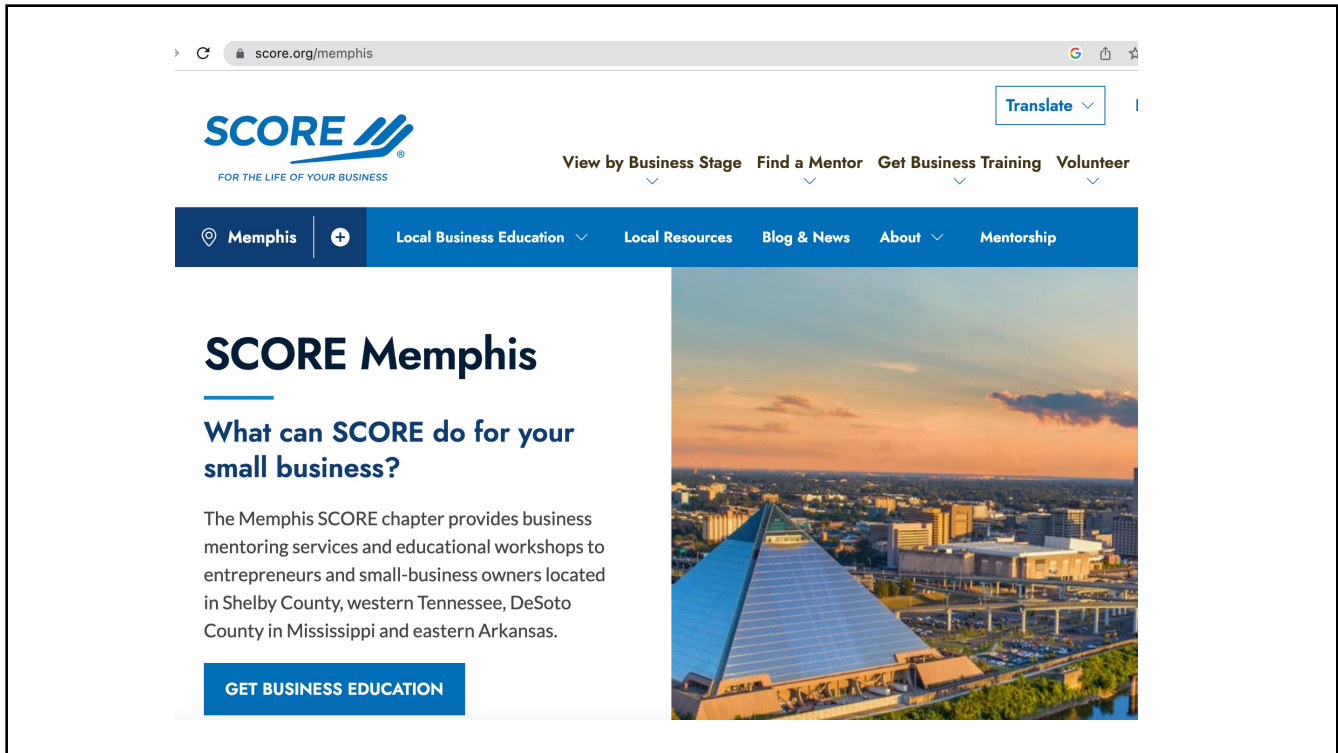 score.org/memphis
Translate
SCORE ®
FOR THE LIFE OF YOUR BUSINESS
View by Business Stage Find a Mentor Get Business Training Volunteer
Memphis Local Business Education Local Resources Blog & News About Mentorship
SCORE Memphis
What can SCORE do for your
small business?
The Memphis SCORE chapter provides business
mentoring services and educational workshops to
entrepreneurs and small-business owners located
in Shelby County, western Tennessee, DeSoto
County in Mississippi and eastern Arkansas.
GET BUSINESS EDUCATION